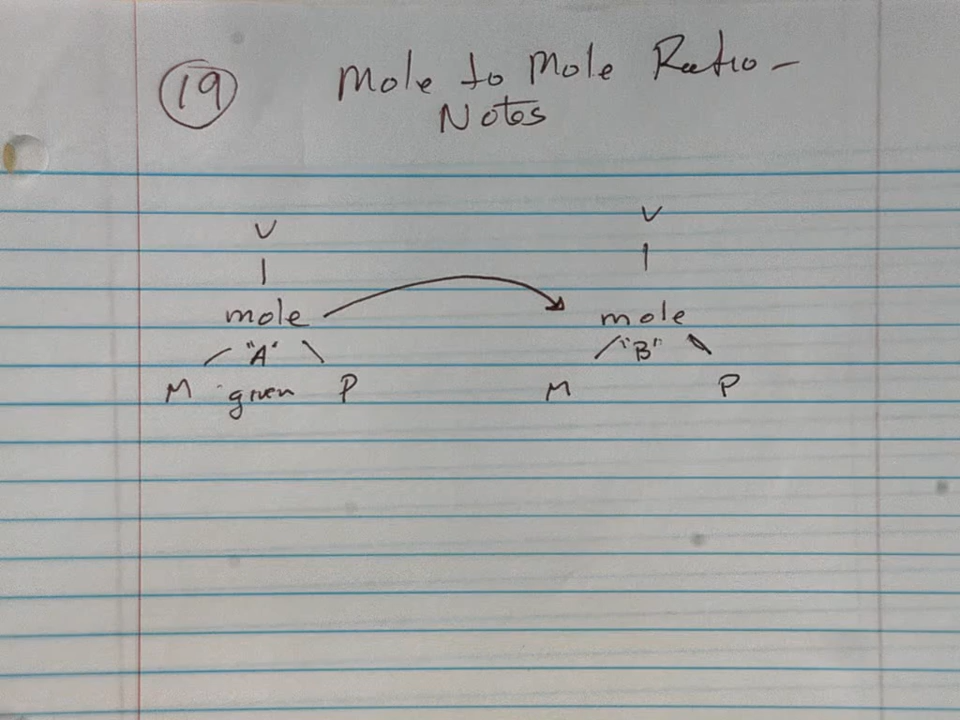 19 Mole to Mole Ratio -
Notes
V V
mole mole
"A" "B"
M given P M P